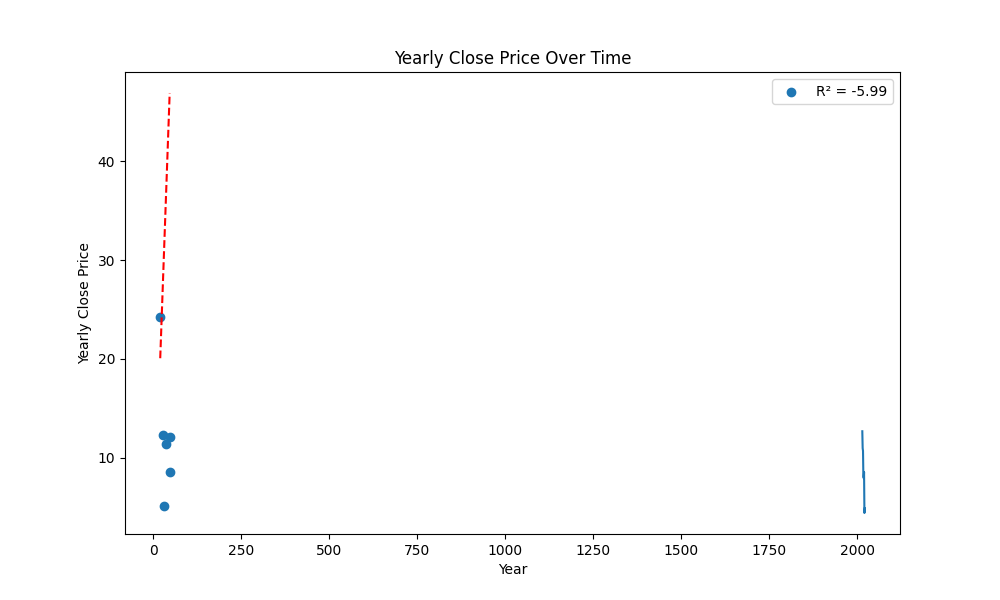 Yearly Close Price Over Time
R² = -5.99
Yearly Close Price
40
30
20
10
0 250 500 750 1000 1250 1500 1750 2000
Year